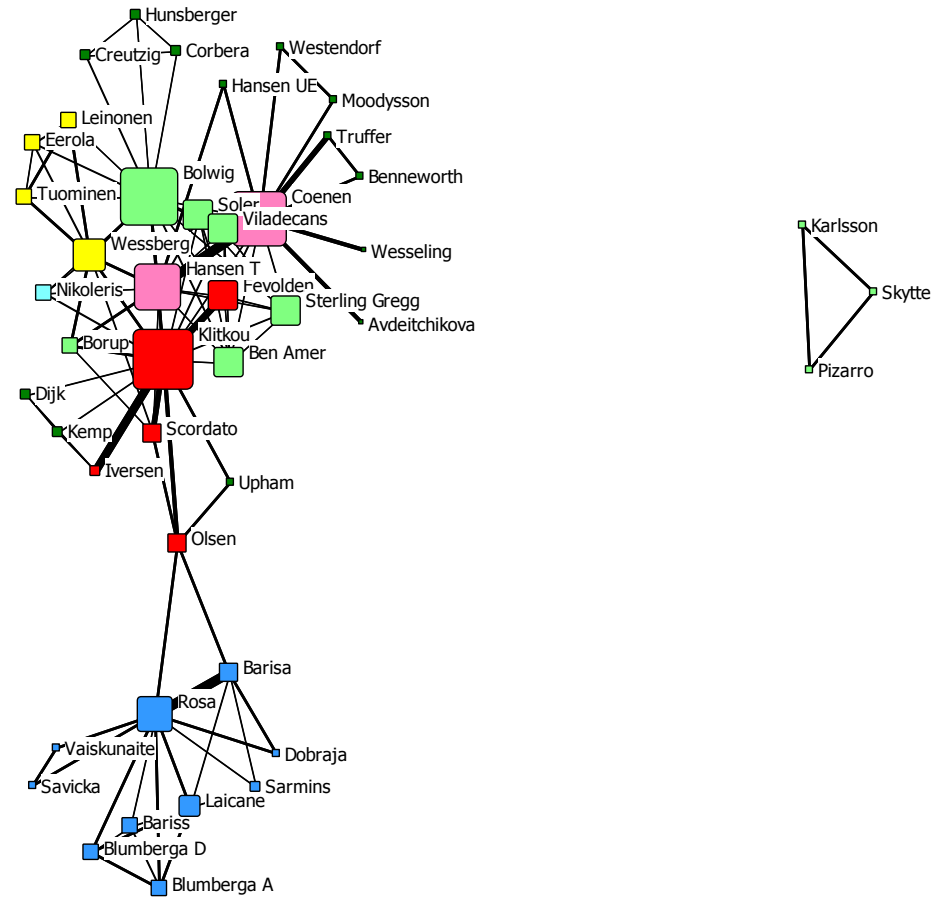 Hunsberger
Creutzig
Corbera
Westendorf
Hansen UE
Moodysson
Leinonen
Truffer
Eerola
Bolwig
Benneworth
Tuominen
Coenen
Soler
Viladecans
Karlsson
Wessberg
Wesseling
Hansen T
Fevolden
Nikoleris
Skytte
Sterling Gregg
Avdeitchikova
Klitkou
Borup
Ben Amer
Pizarro
Dijk
Kemp
Scordato
Iversen
Upham
Olsen
Barisa
Rosa
Vaiskunaite
Dobraja
Savicka
Sarmins
Laicane
Bariss
Blumberga D
Blumberga A